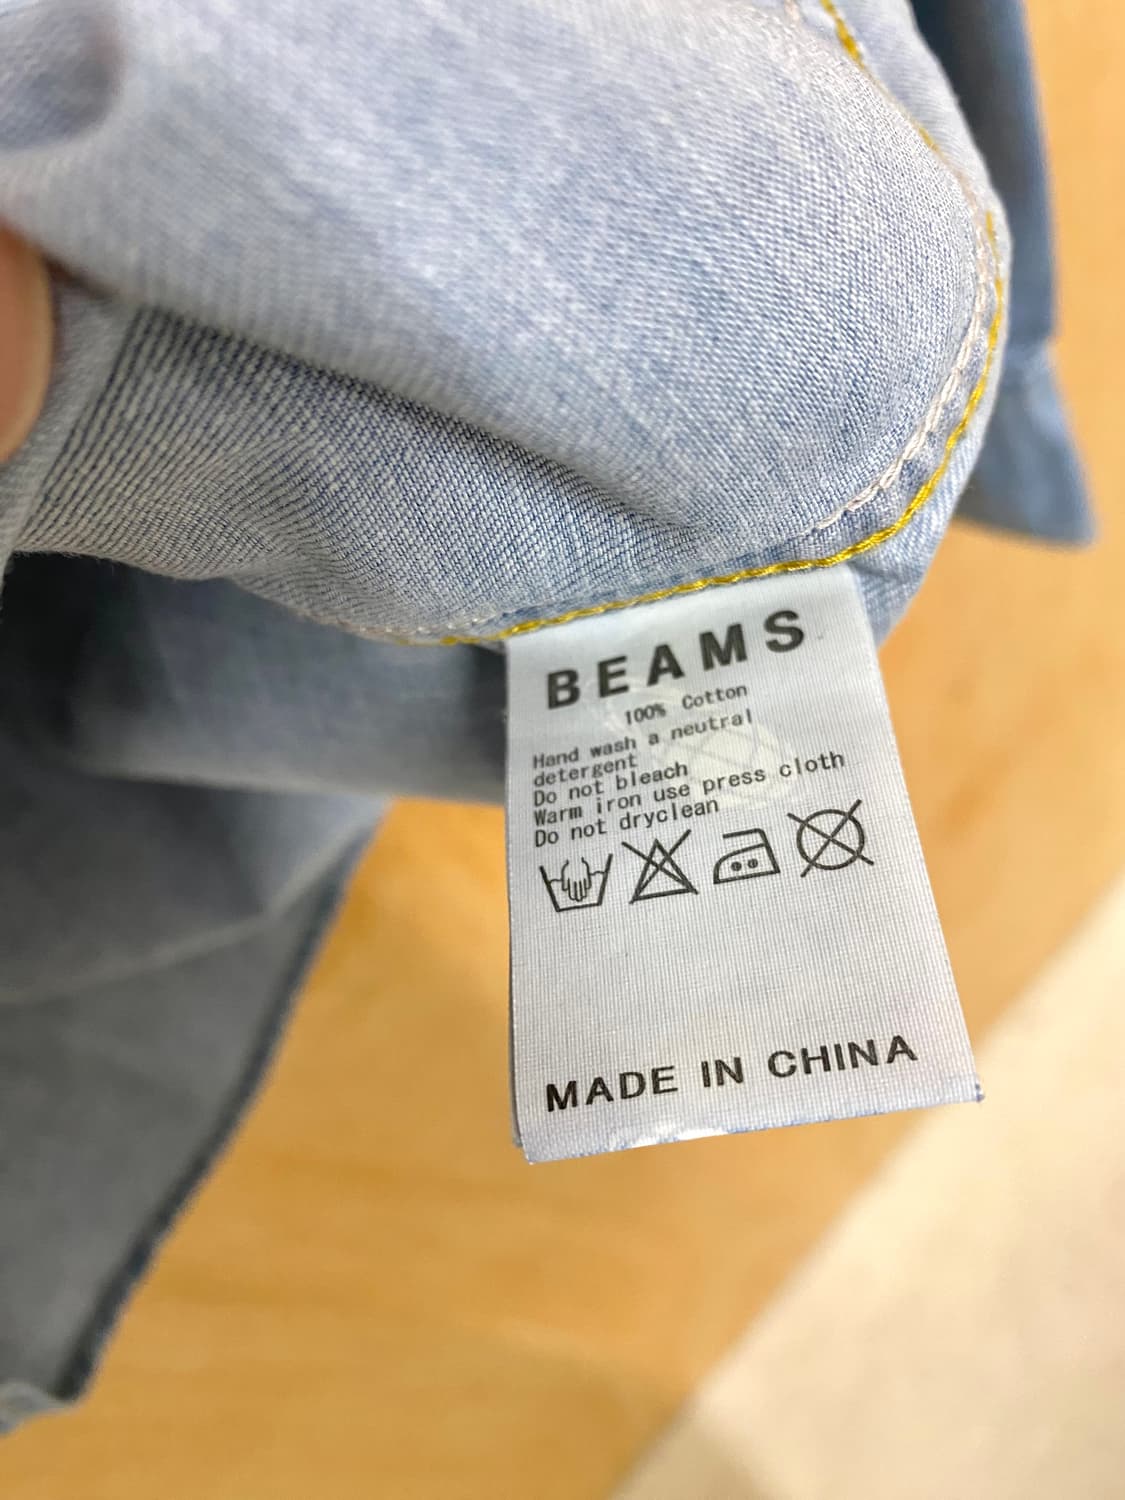 BEAMS
100% Cotton
Hand wash a neutral
detergent
Do not bleach
Warm iron use press cloth
Do not dryclean
MADE IN CHINA